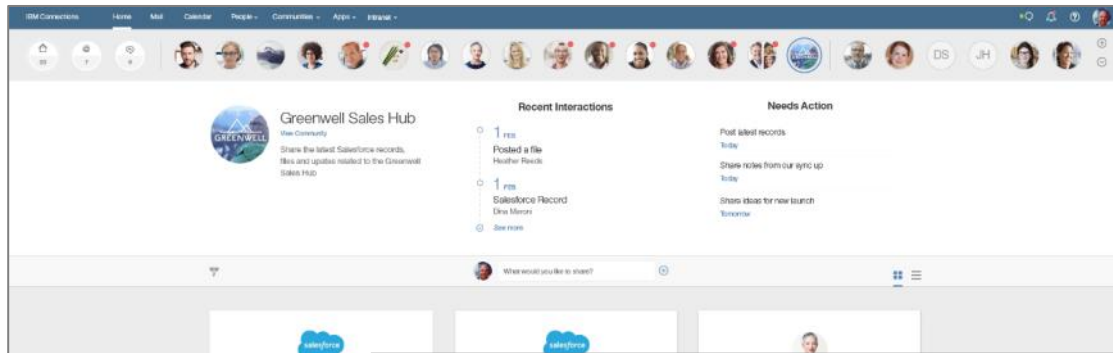 IBM Connections Home Mail Calendar People Communities Apps Intranet
DS JH
Greenwell Sales Hub
View Community
Share the latest Salesforce records,
files and upates related to the Greenwell
Sales Hub
GREENWELL
Recent Interactions
1 FEB
Posted a file
Heather Reeds
1 FEB
Salesforce Record
Dina Meroni
See more
Needs Action
Post latest records
Today
Share notes from our sync up
Today
Share ideas for new launch
Tomorrow
What would you like to share?
salesforce
salesforce